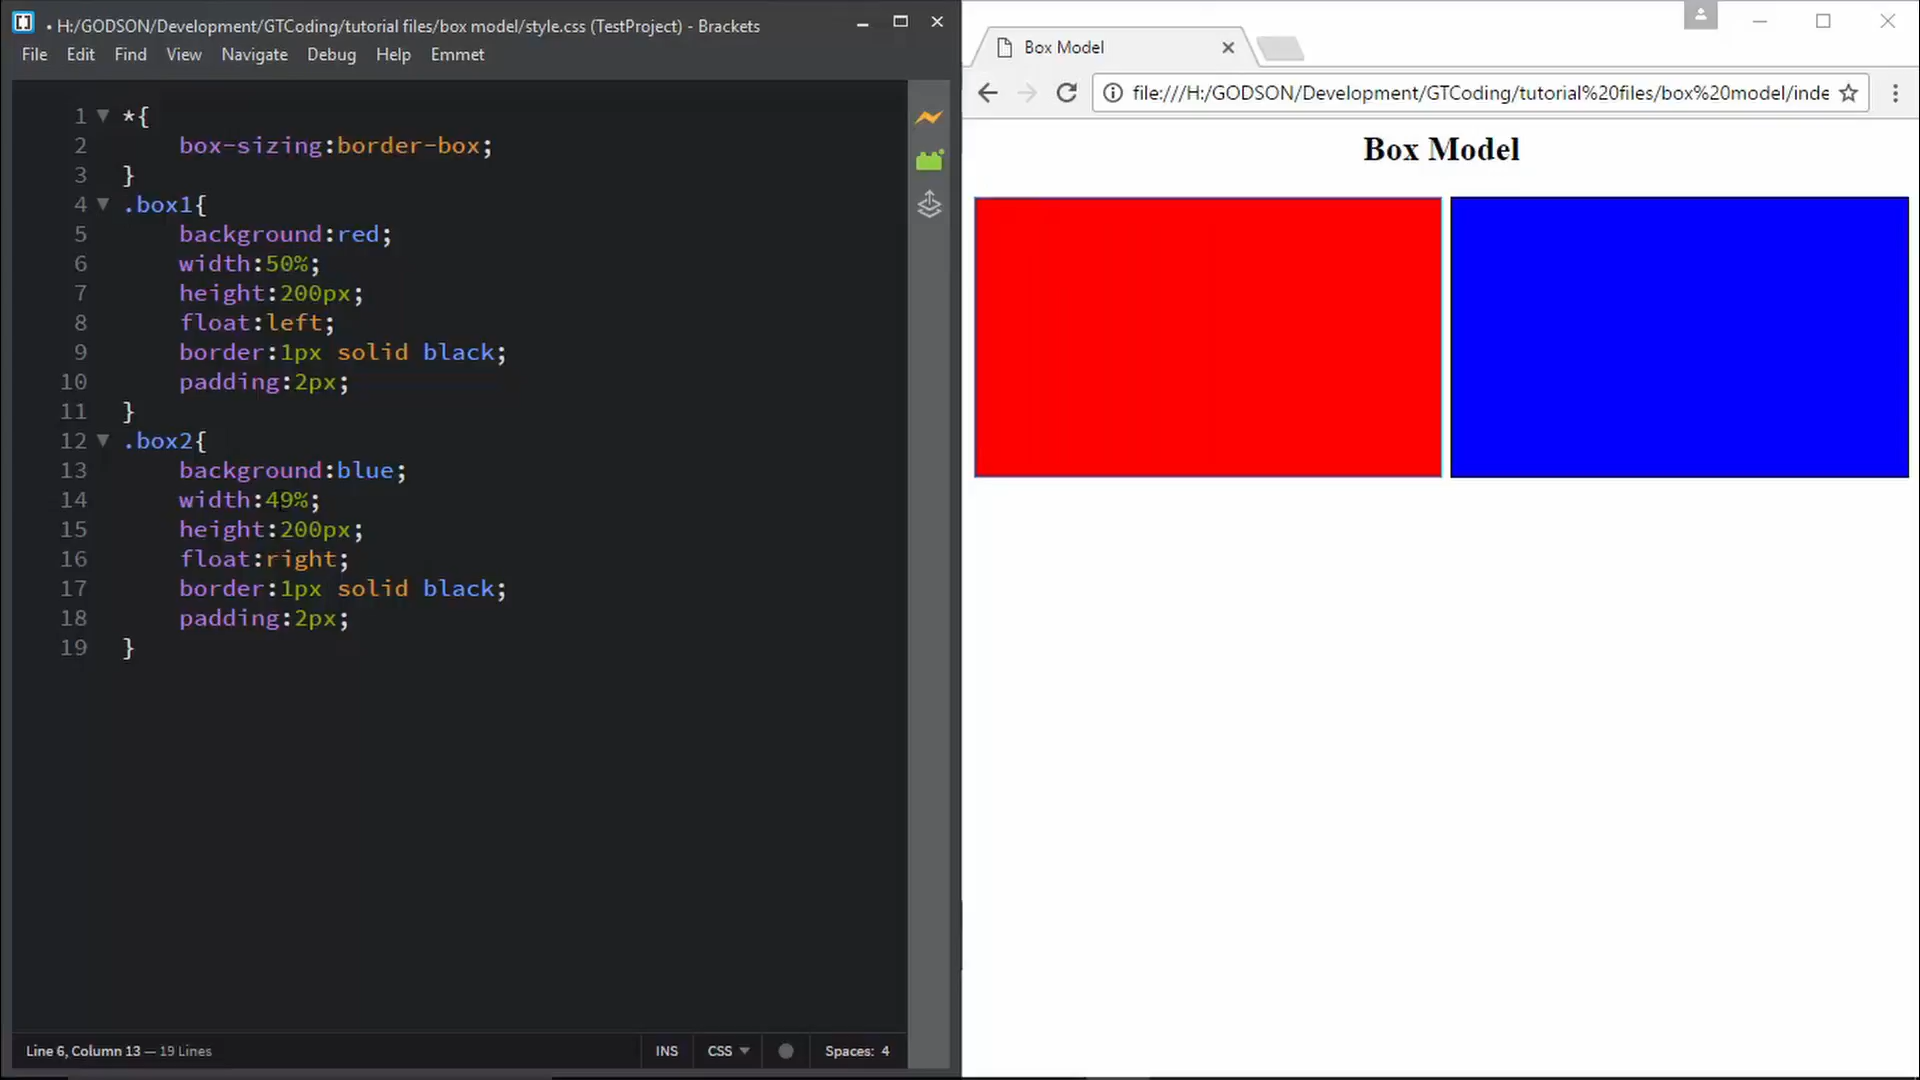 • H:/GODSON/Development/GTCoding/tutorial files/box model/style.css (TestProject) - Brackets
File Edit Find View Navigate Debug Help Emmet
1 *{
2 box-sizing:border-box;
3 }
4 .box1{
5 background:red;
6 width:50%;
7 height:200px;
8 float:left;
9 border:1px solid black;
10 padding:2px;
11 }
12 .box2{
13 background:blue;
14 width:49%;
15 height:200px;
16 float:right;
17 border:1px solid black;
18 padding:2px;
19 }
Line 6, Column 13 — 19 Lines
INS CSS Spaces: 4
Box Model
file:///H:/GODSON/Development/GTCoding/tutorial%20files/box%20model/inde
Box Model